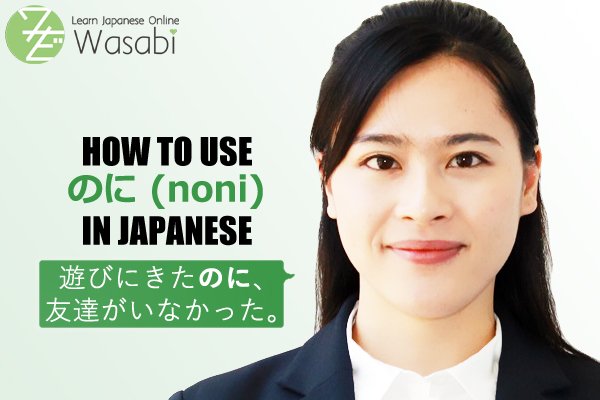 Learn Japanese Online
Wasabi
HOW TO USE
のに (noni)
IN JAPANESE
遊びにきたのに、
友達がいなかった。